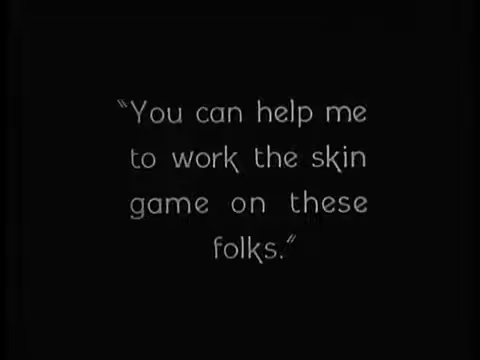 "You can help me
to work the skin
game on these
folks."